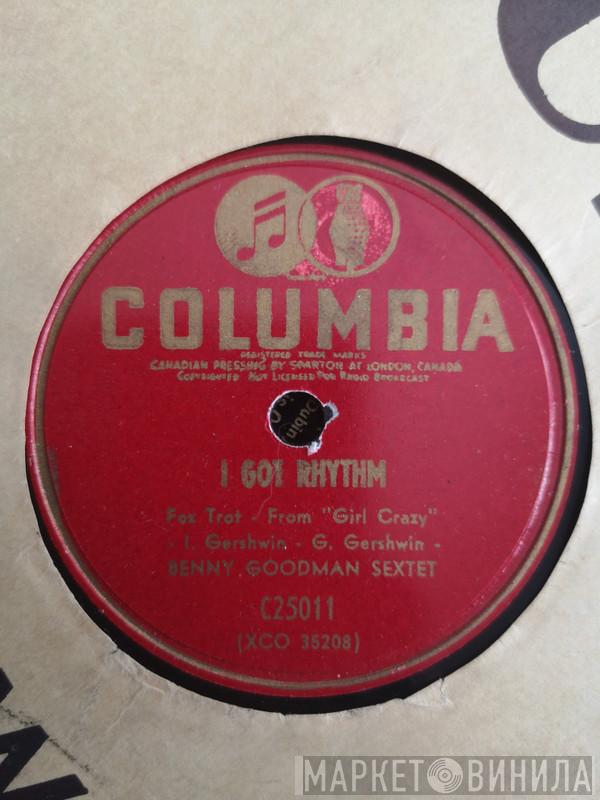 COLUMBIA
REGISTERED TRADE MARKS
CANADIAN PRESSING BY SPARTON AT LONDON, CANADA
COPYRIGHTED NOT LICENSED FOR RADIO BROADCAST
I GOT RHYTHM
Fox Trot - From "Girl Crazy"
- I. Gershwin - G. Gershwin -
BENNY GOODMAN SEXTET
C25011
(XCO 35208)
МАРКЕТ ВИНИЛА